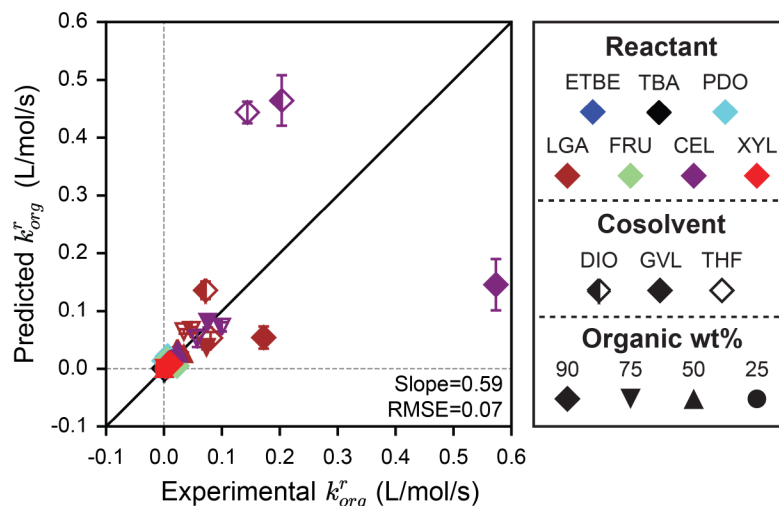 0.6
0.5
0.4
0.3
0.2
0.1
0.0
-0.1
Predicted k^r_org (L/mol/s)
Slope=0.59
RMSE=0.07
-0.1 0.0 0.1 0.2 0.3 0.4 0.5 0.6
Experimental k^r_org (L/mol/s)
Reactant
ETBE TBA PDO
LGA FRU CEL XYL
Cosolvent
DIO GVL THF
Organic wt%
90 75 50 25